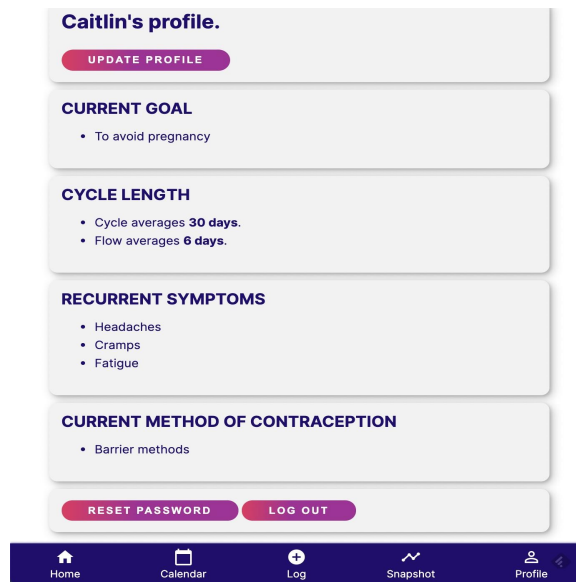 Caitlin's profile.
UPDATE PROFILE
CURRENT GOAL
To avoid pregnancy
CYCLE LENGTH
Cycle averages 30 days.
Flow averages 6 days.
RECURRENT SYMPTOMS
Headaches
Cramps
Fatigue
CURRENT METHOD OF CONTRACEPTION
Barrier methods
RESET PASSWORD LOG OUT
Home Calendar Log Snapshot Profile